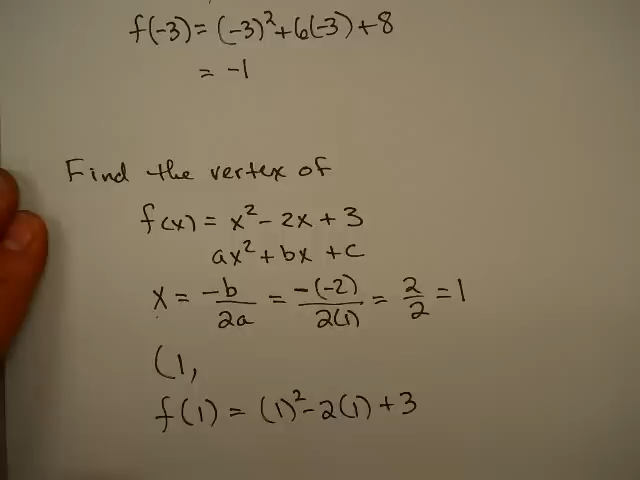 f(-3) = (-3)² + 6(-3) + 8
= -1
Find the vertex of
f(x) = x² - 2x + 3
ax² + bx + c
x = -b/2a = -(-2)/2(1) = 2/2 = 1
(1,
f(1) = (1)² - 2(1) + 3